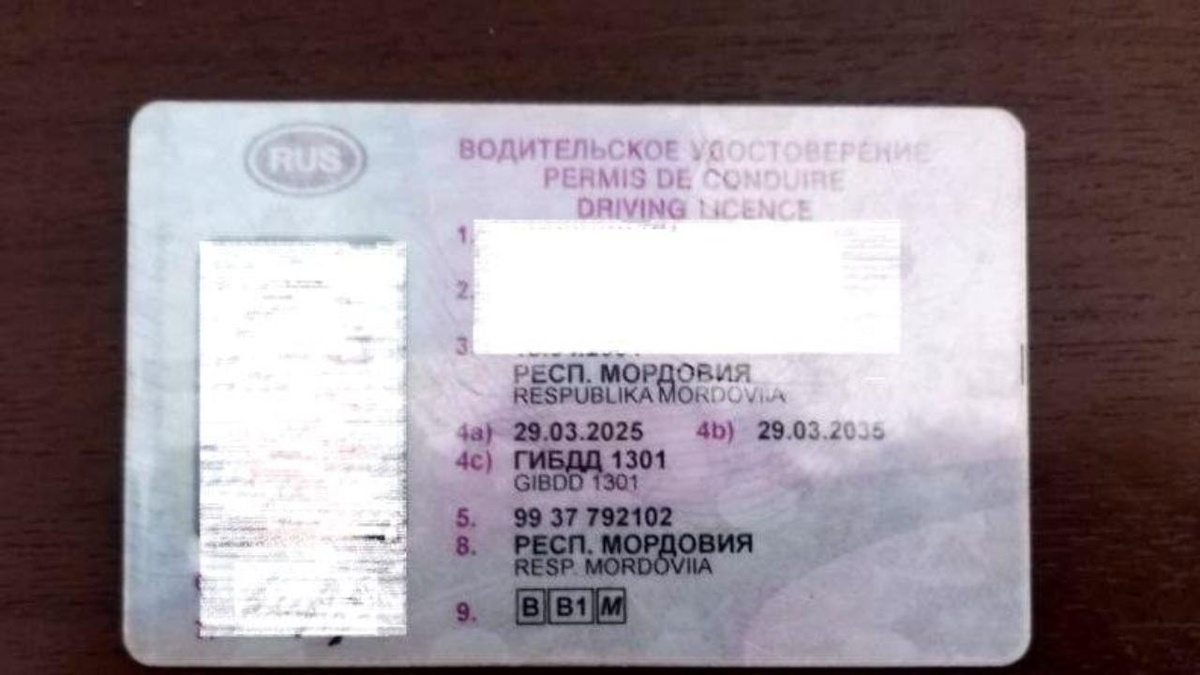 RUS
ВОДИТЕЛЬСКОЕ УДОСТОВЕРЕНИЕ
PERMIS DE CONDUIRE
DRIVING LICENCE
1.
2.
3
РЕСП. МОРДОВИЯ
RESPUBLIKA MORDOVIIA
4a) 29.03.2025 4b) 29.03.2035
4c) ГИБДД 1301
GIBDD 1301
5. 99 37 792102
8. РЕСП. МОРДОВИЯ
RESP. MORDOVIIA
9. B B1 M